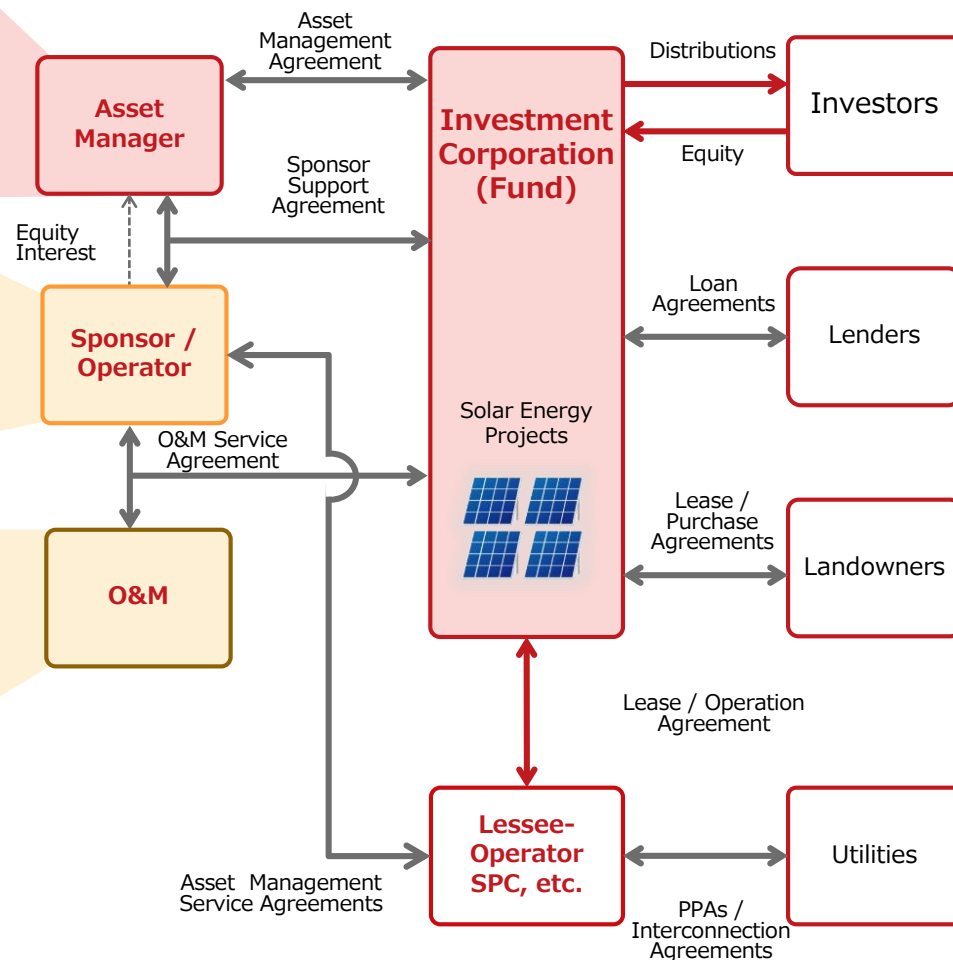 Asset
Management
Agreement
Asset
Manager
Sponsor
Support
Agreement
Equity
Interest
Sponsor /
Operator
O&M Service
Agreement
O&M
Investment
Corporation
(Fund)
Solar Energy
Projects
Distributions
Equity
Investors
Loan
Agreements
Lenders
Lease /
Purchase
Agreements
Landowners
Lease / Operation
Agreement
Lessee-
Operator
SPC, etc.
Asset Management
Service Agreements
PPAs /
Interconnection
Agreements
Utilities